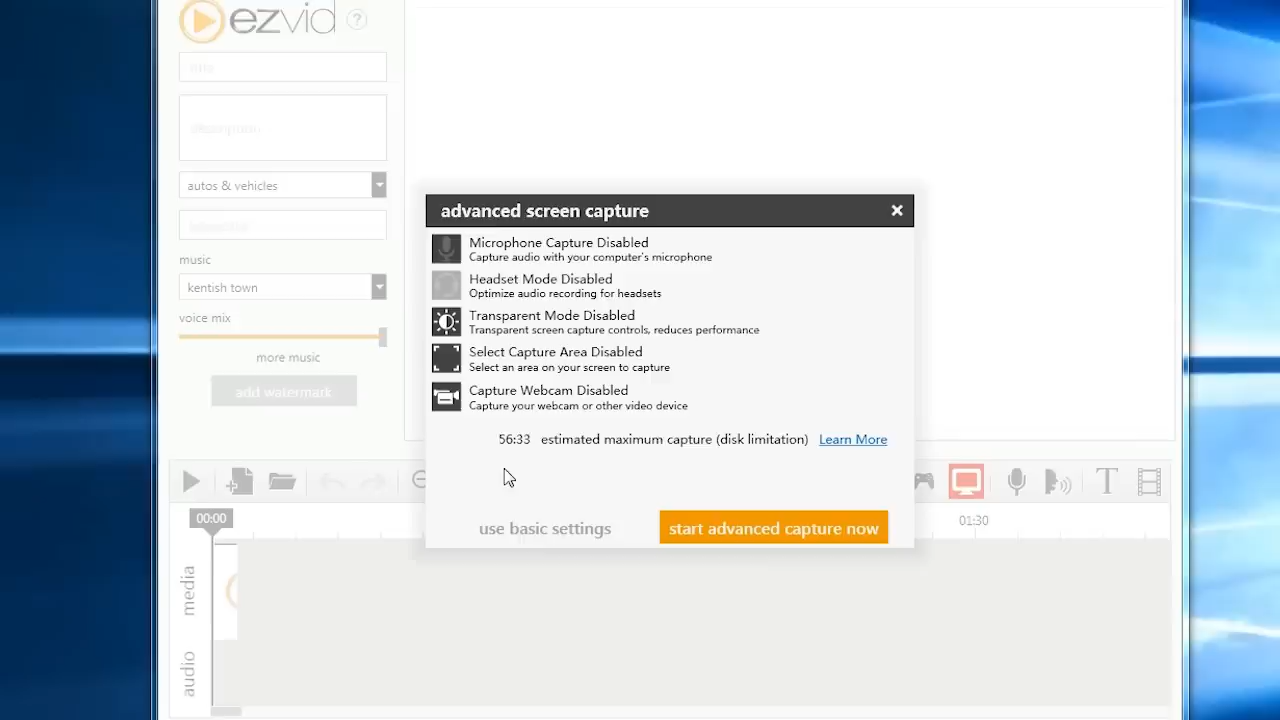 ezvid ?
title
description
autos & vehicles
music
kentish town
voice mix
more music
add watermark
advanced screen capture
Microphone Capture Disabled
Capture audio with your computer's microphone
Headset Mode Disabled
Optimize audio recording for headsets
Transparent Mode Disabled
Transparent screen capture controls, reduces performance
Select Capture Area Disabled
Select an area on your screen to capture
Capture Webcam Disabled
Capture your webcam or other video device
56:33 estimated maximum capture (disk limitation) Learn More
use basic settings
start advanced capture now
T
00:00
01:30
media
audio